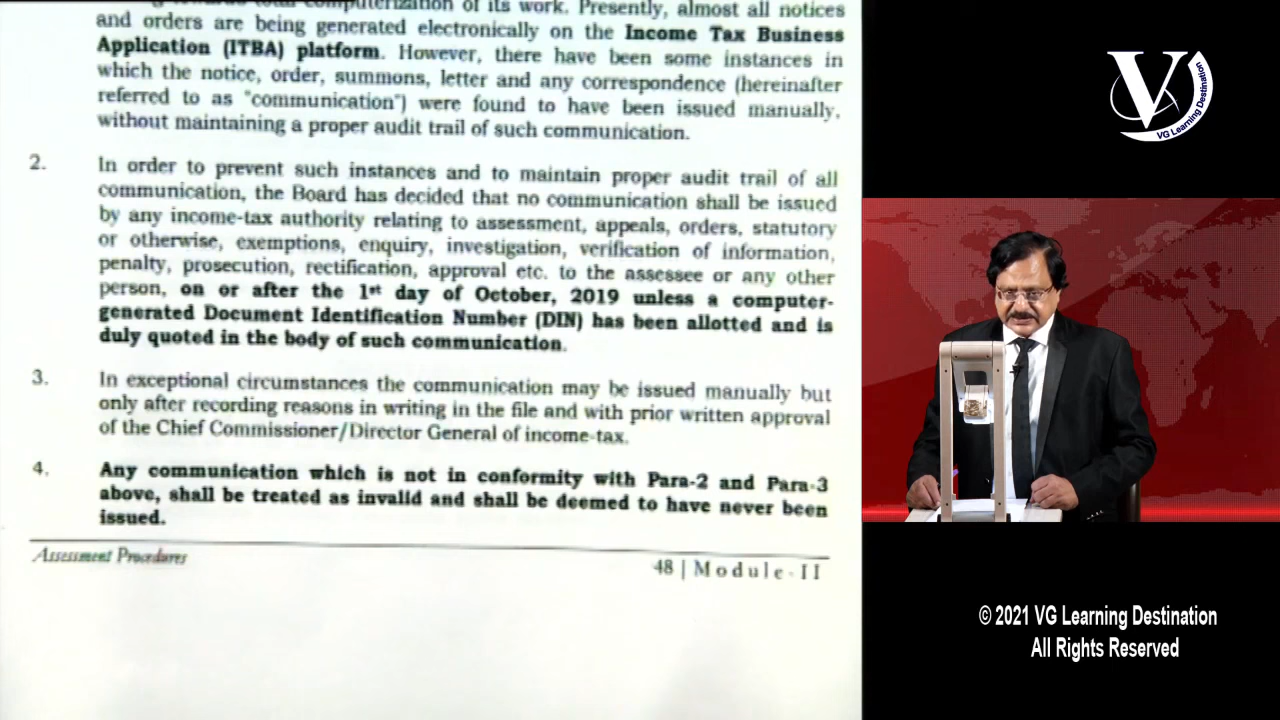 computerization of its work. Presently, almost all notices
and orders are being generated electronically on the Income Tax Business
Application (ITBA) platform. However, there have been some instances in
which the notice, order, summons, letter and any correspondence (hereinafter
referred to as "communication") were found to have been issued manually,
without maintaining a proper audit trail of such communication.
2. In order to prevent such instances and to maintain proper audit trail of all
communication, the Board has decided that no communication shall be issued
by any income-tax authority relating to assessment, appeals, orders, statutory
or otherwise, exemptions, enquiry, investigation, verification of information,
penalty, prosecution, rectification, approval etc. to the assessee or any other
person, on or after the 1st day of October, 2019 unless a computer-
generated Document Identification Number (DIN) has been allotted and is
duly quoted in the body of such communication.
3. In exceptional circumstances the communication may be issued manually but
only after recording reasons in writing in the file and with prior written approval
of the Chief Commissioner/Director General of income-tax.
4. Any communication which is not in conformity with Para-2 and Para-3
above, shall be treated as invalid and shall be deemed to have never been
issued.
Assessment Procedures
48 | Module-II
V
VG Learning Destination
© 2021 VG Learning Destination
All Rights Reserved